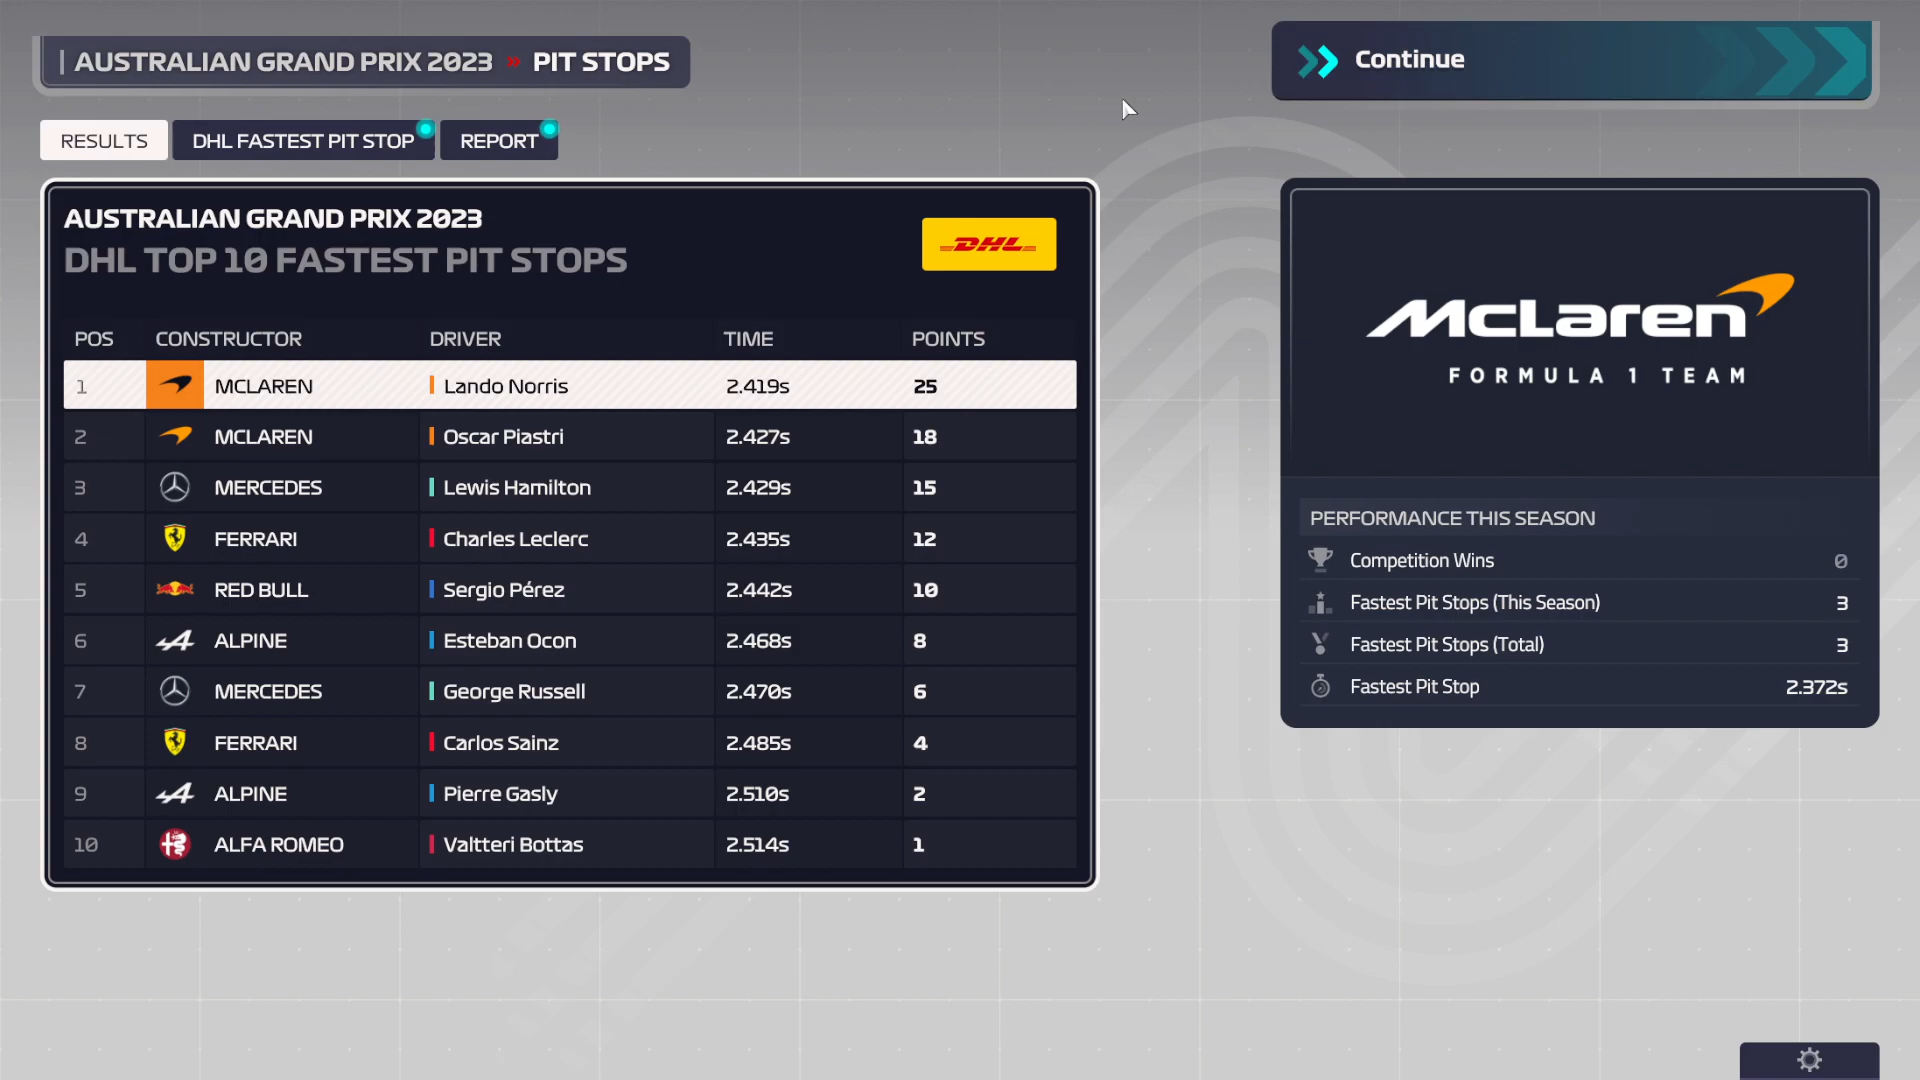 AUSTRALIAN GRAND PRIX 2023 » PIT STOPS
Continue
RESULTS
DHL FASTEST PIT STOP
REPORT
AUSTRALIAN GRAND PRIX 2023
DHL TOP 10 FASTEST PIT STOPS
DHL
POS CONSTRUCTOR DRIVER TIME POINTS
1 MCLAREN Lando Norris 2.419s 25
2 MCLAREN Oscar Piastri 2.427s 18
3 MERCEDES Lewis Hamilton 2.429s 15
4 FERRARI Charles Leclerc 2.435s 12
5 RED BULL Sergio Pérez 2.442s 10
6 ALPINE Esteban Ocon 2.468s 8
7 MERCEDES George Russell 2.470s 6
8 FERRARI Carlos Sainz 2.485s 4
9 ALPINE Pierre Gasly 2.510s 2
10 ALFA ROMEO Valtteri Bottas 2.514s 1
McLaren
FORMULA 1 TEAM
PERFORMANCE THIS SEASON
Competition Wins 0
Fastest Pit Stops (This Season) 3
Fastest Pit Stops (Total) 3
Fastest Pit Stop 2.372s